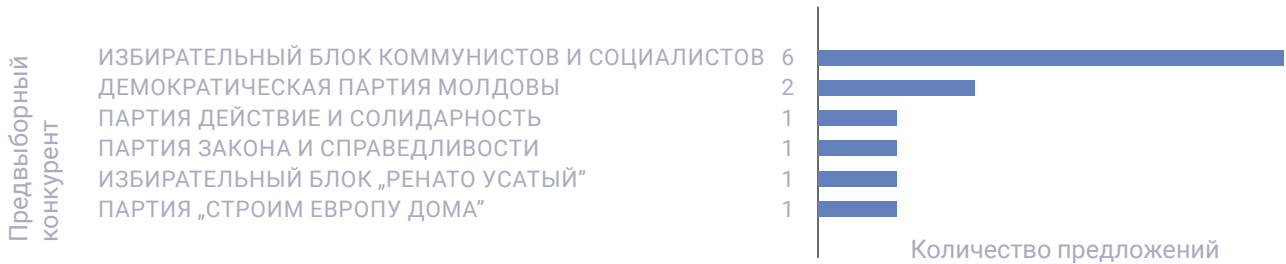 Предвыборный
конкурент
ИЗБИРАТЕЛЬНЫЙ БЛОК КОММУНИСТОВ И СОЦИАЛИСТОВ 6
ДЕМОКРАТИЧЕСКАЯ ПАРТИЯ МОЛДОВЫ 2
ПАРТИЯ ДЕЙСТВИЕ И СОЛИДАРНОСТЬ 1
ПАРТИЯ ЗАКОНА И СПРАВЕДЛИВОСТИ 1
ИЗБИРАТЕЛЬНЫЙ БЛОК „РЕНАТО УСАТЫЙ” 1
ПАРТИЯ „СТРОИМ ЕВРОПУ ДОМА” 1
Количество предложений